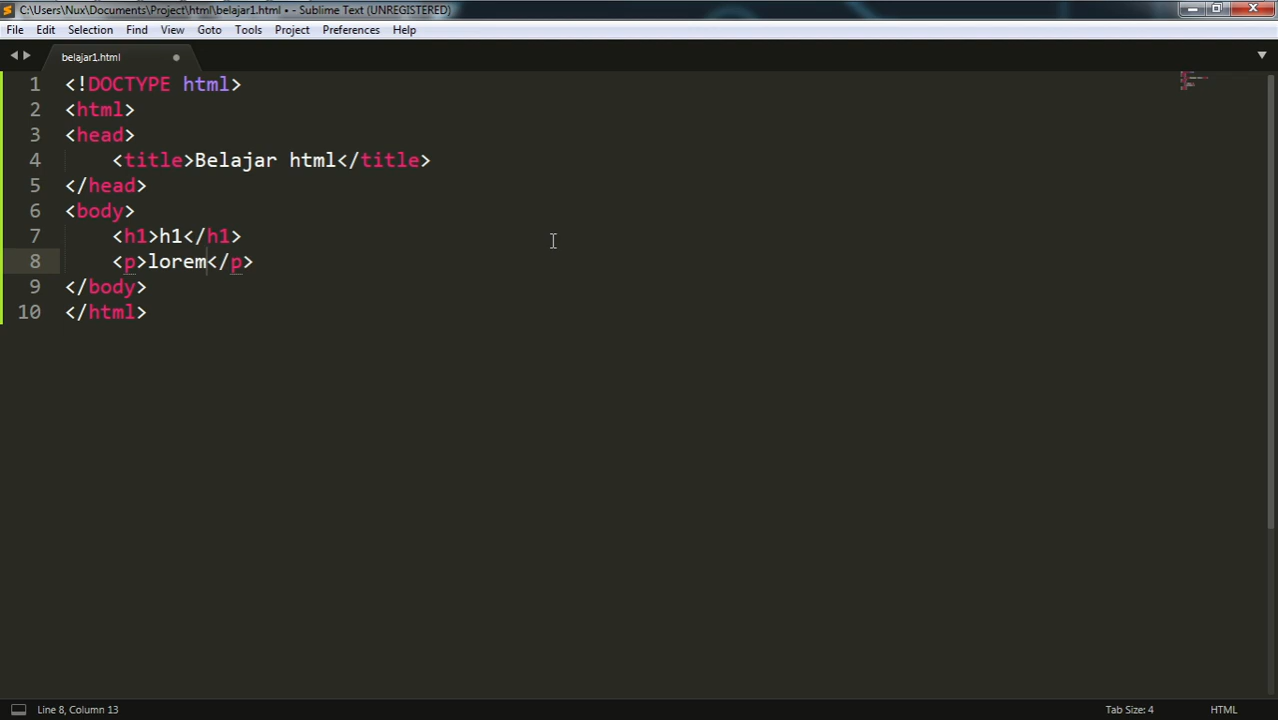 C:\Users\Nux\Documents\Project\html\belajar1.html • - Sublime Text (UNREGISTERED)
File Edit Selection Find View Goto Tools Project Preferences Help
belajar1.html
1 <!DOCTYPE html>
2 <html>
3 <head>
4 <title>Belajar html</title>
5 </head>
6 <body>
7 <h1>h1</h1>
8 <p>lorem</p>
9 </body>
10 </html>
Line 8, Column 13 Tab Size: 4 HTML